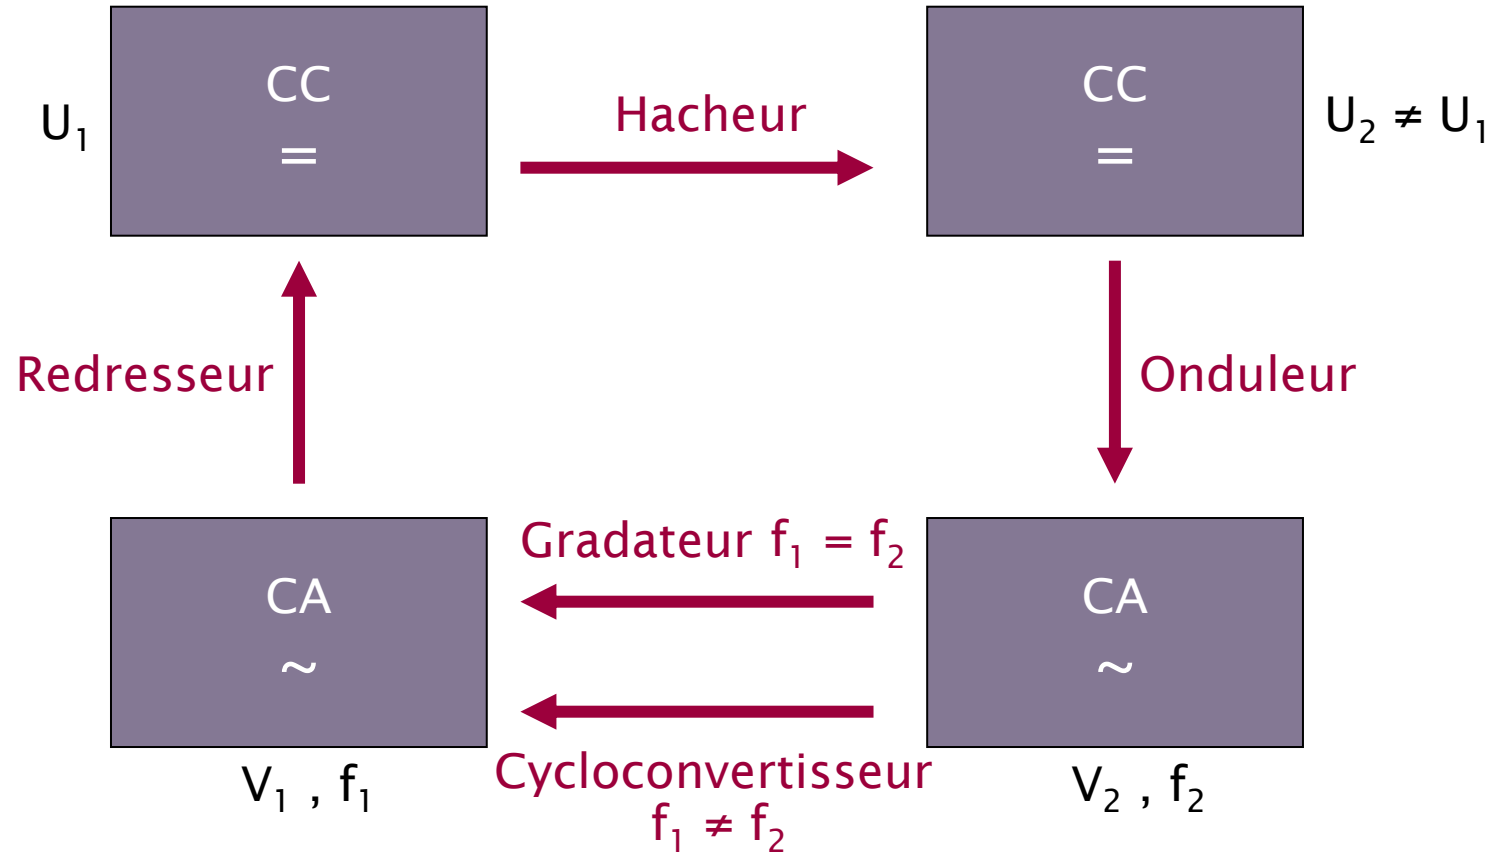 CC
=
U₁
Hacheur
CC
=
U₂ ≠ U₁
Redresseur
Onduleur
CA
~
V₁ , f₁
Gradateur f₁ = f₂
Cycloconvertisseur
f₁ ≠ f₂
CA
~
V₂ , f₂